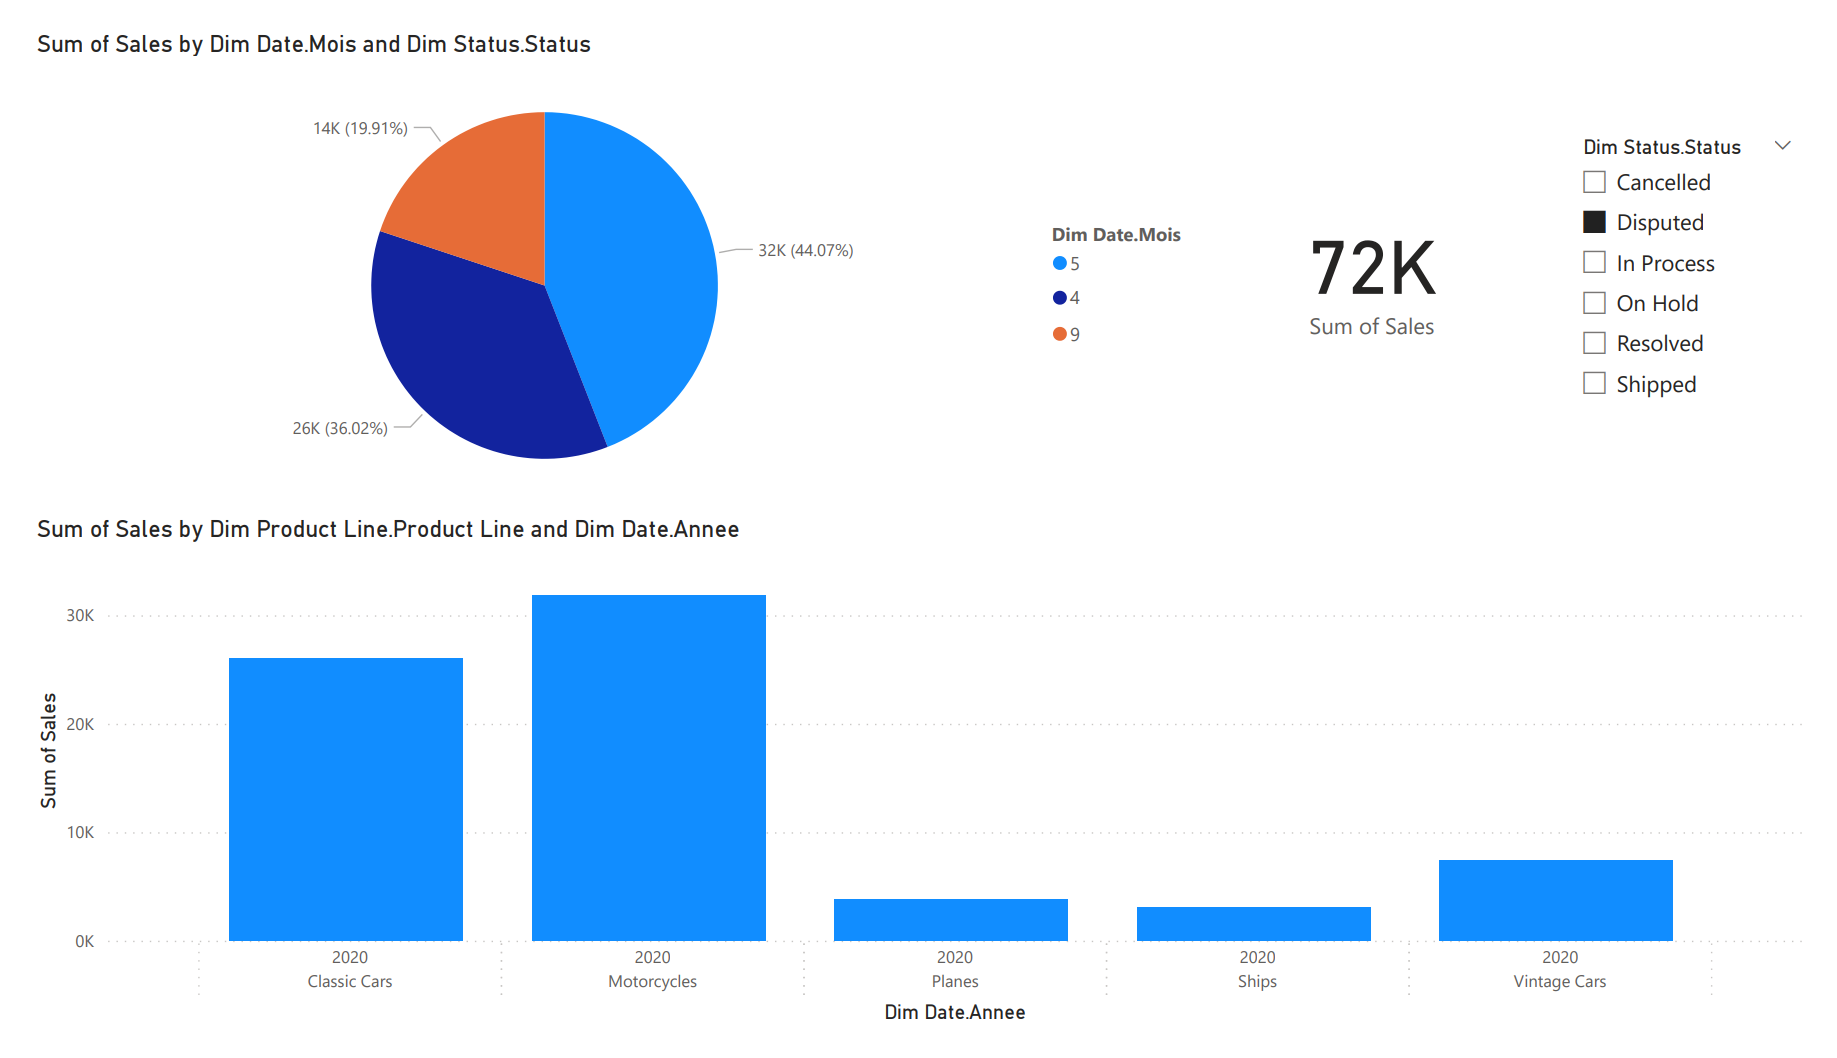 Sum of Sales by Dim Date.Mois and Dim Status.Status
14K (19.91%)
32K (44.07%)
26K (36.02%)
Dim Date.Mois
5
4
9
72K
Sum of Sales
Dim Status.Status
Cancelled
Disputed
In Process
On Hold
Resolved
Shipped
Sum of Sales by Dim Product Line.Product Line and Dim Date.Annee
Sum of Sales
30K
20K
10K
0K
2020 2020 2020 2020 2020
Classic Cars Motorcycles Planes Ships Vintage Cars
Dim Date.Annee